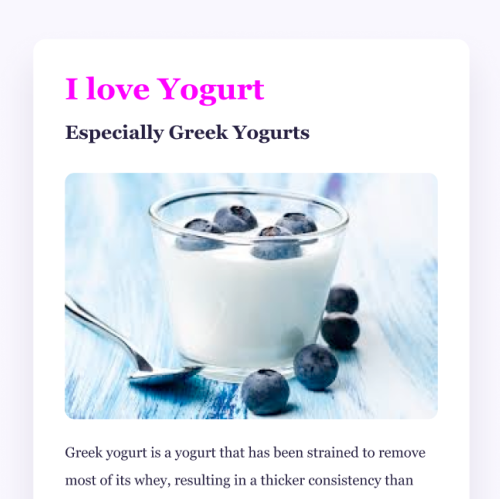 I love Yogurt
Especially Greek Yogurts
Greek yogurt is a yogurt that has been strained to remove
most of its whey, resulting in a thicker consistency than